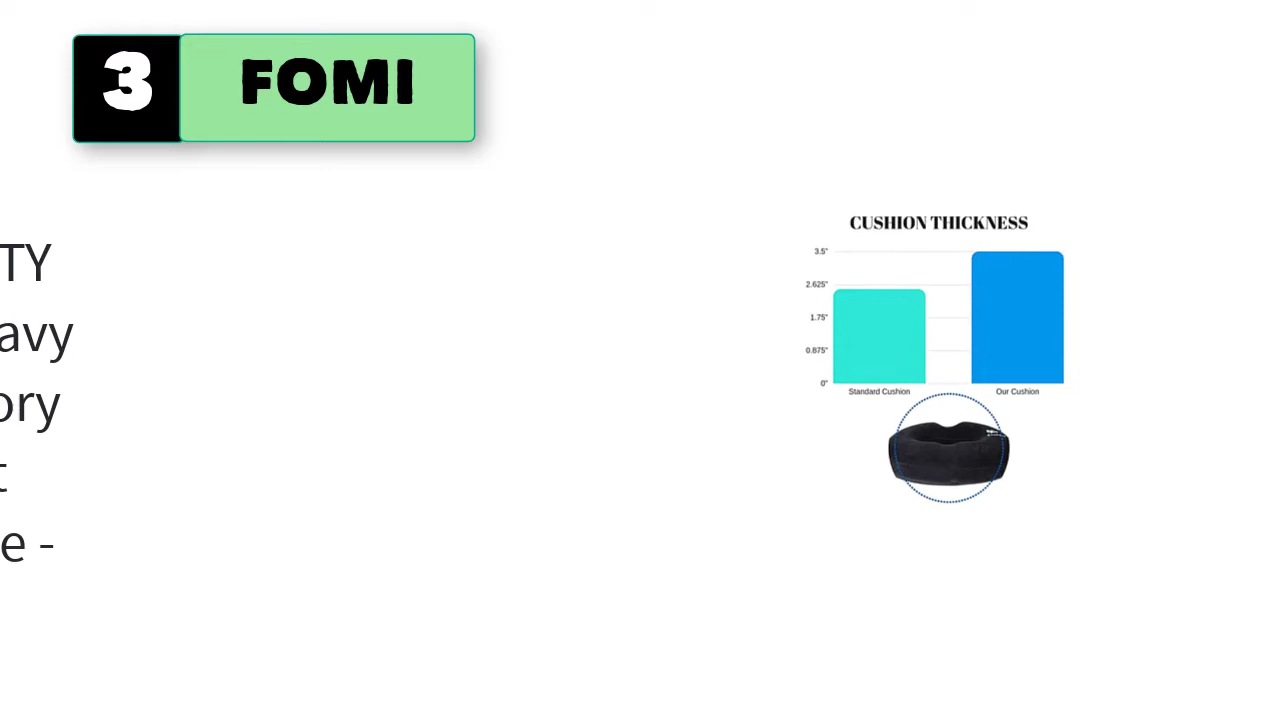 3 FOMI
TY
avy
ory
t
e -
CUSHION THICKNESS
3.5"
2.625"
1.75"
0.875"
0"
Standard Cushion
Our Cushion